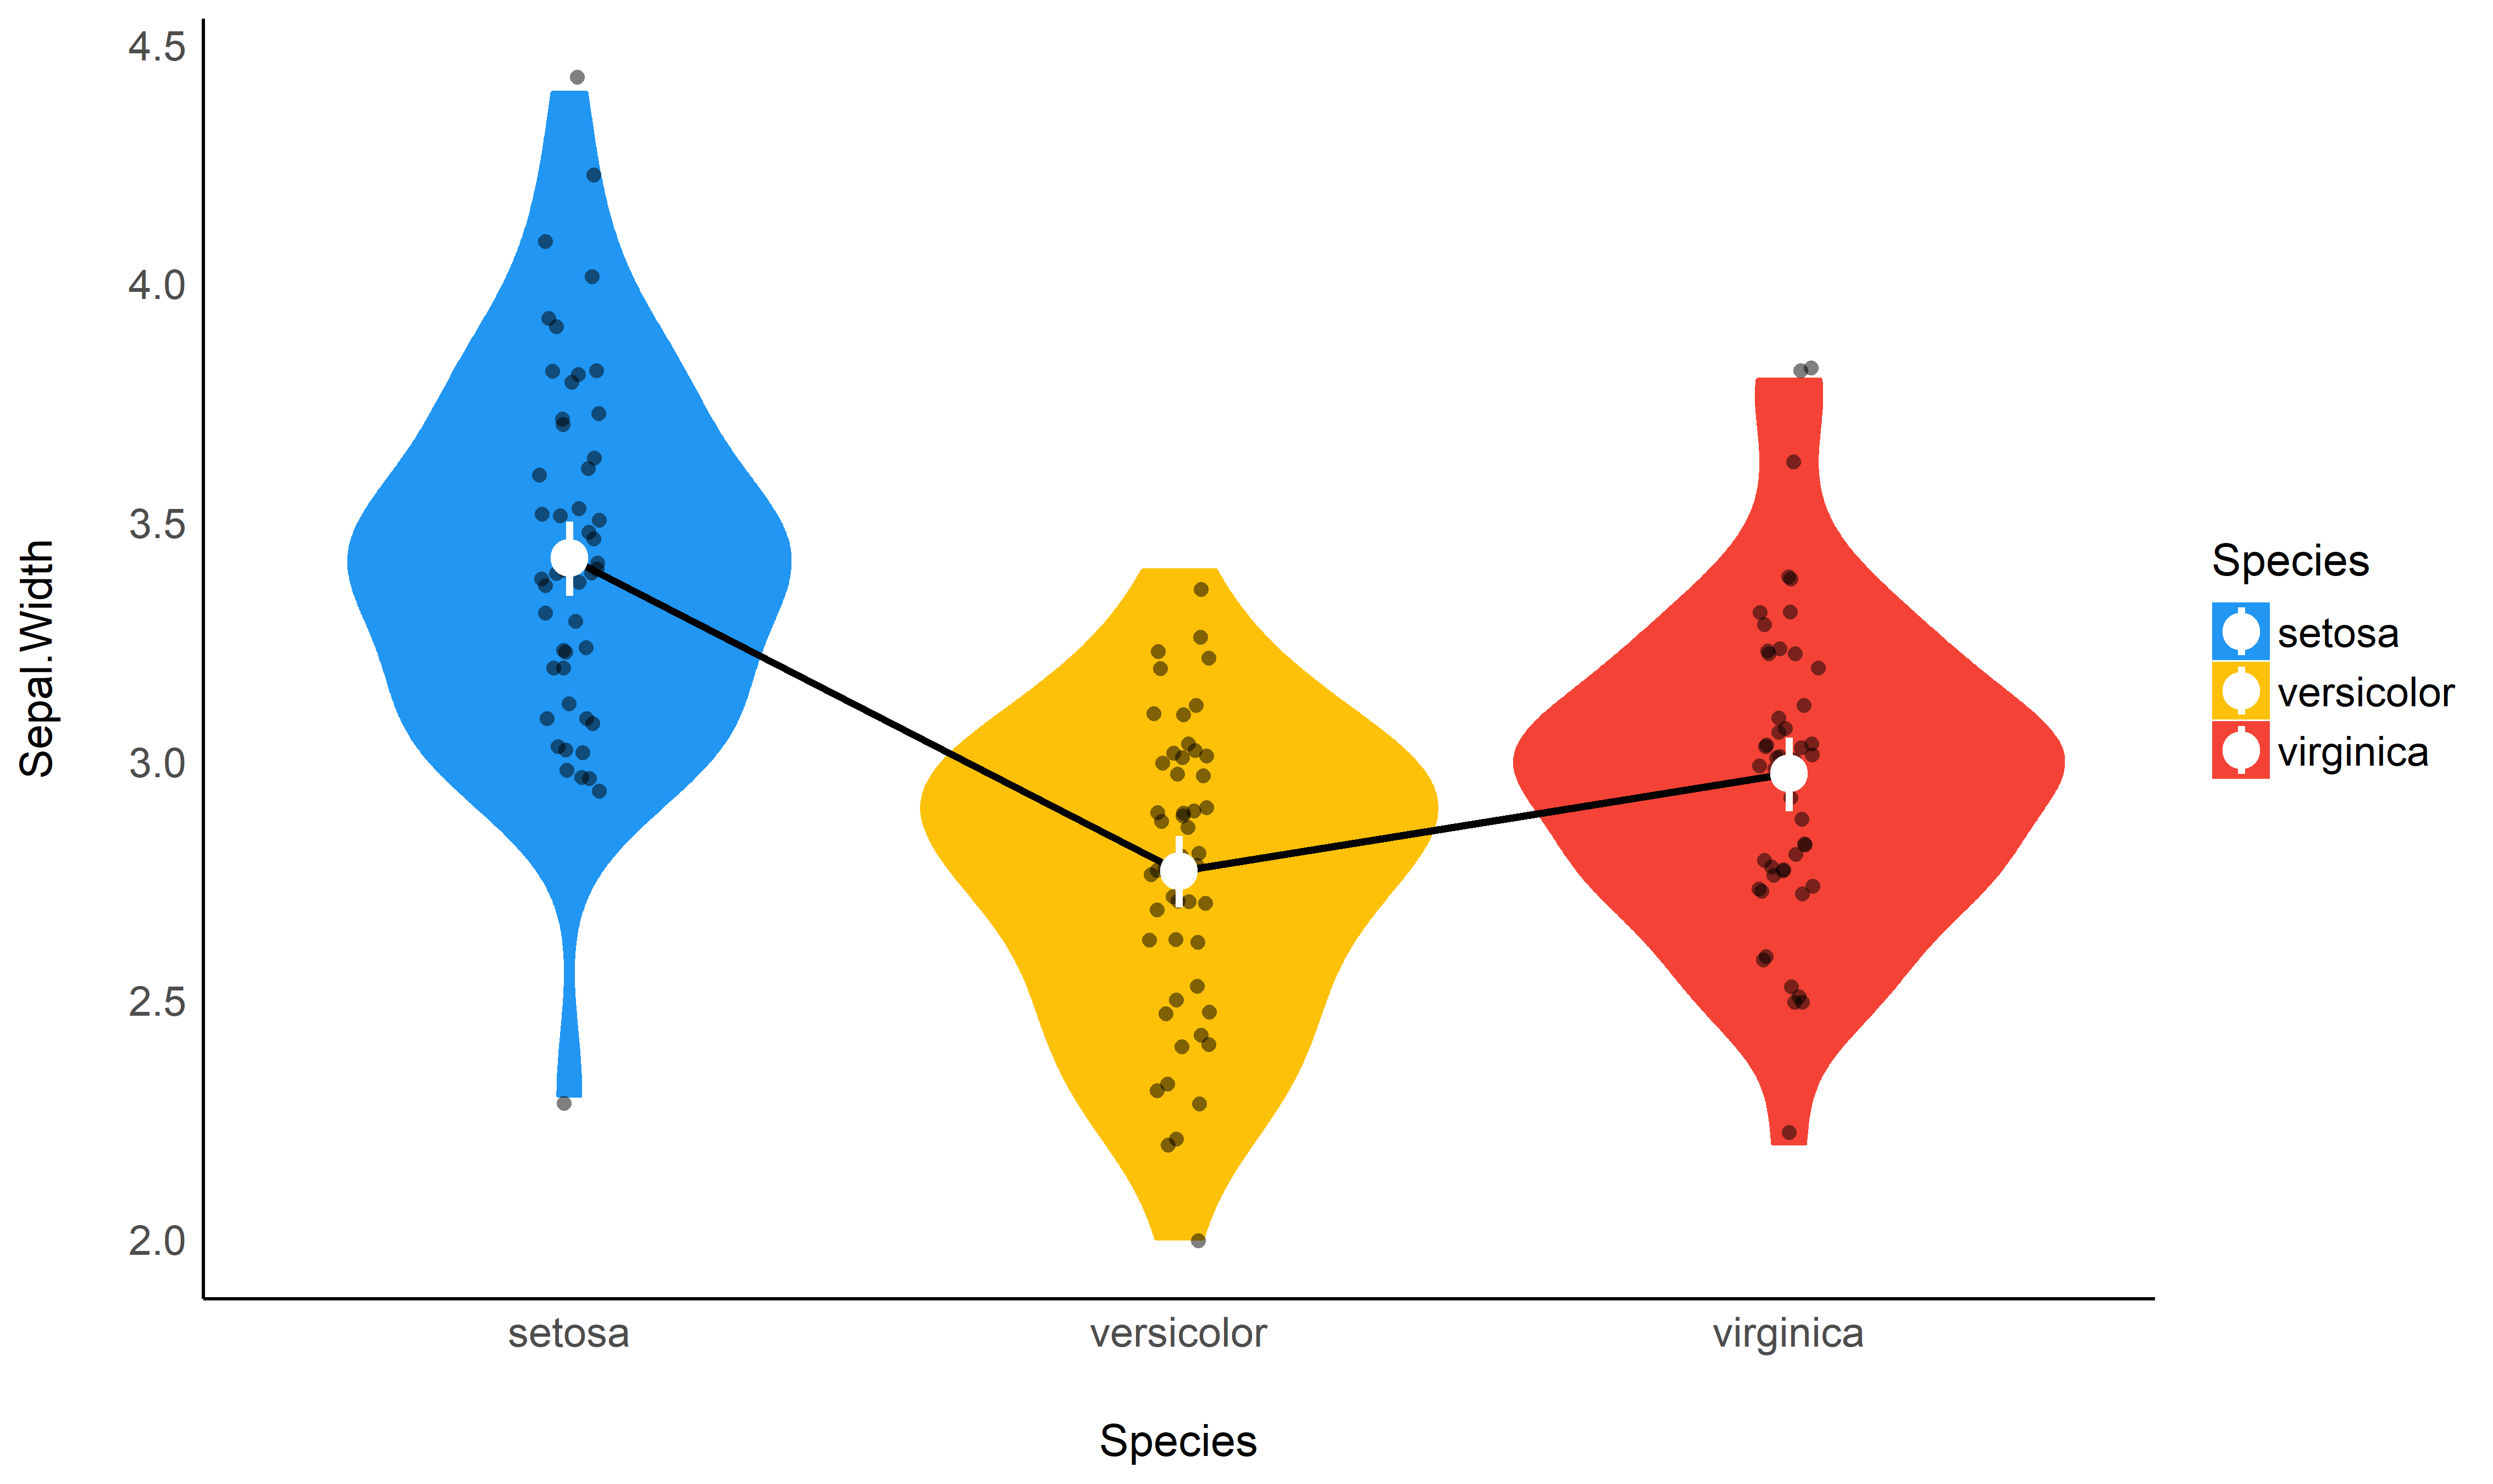 4.5
4.0
3.5
3.0
2.5
2.0
Sepal.Width
setosa
versicolor
virginica
Species
Species
setosa
versicolor
virginica